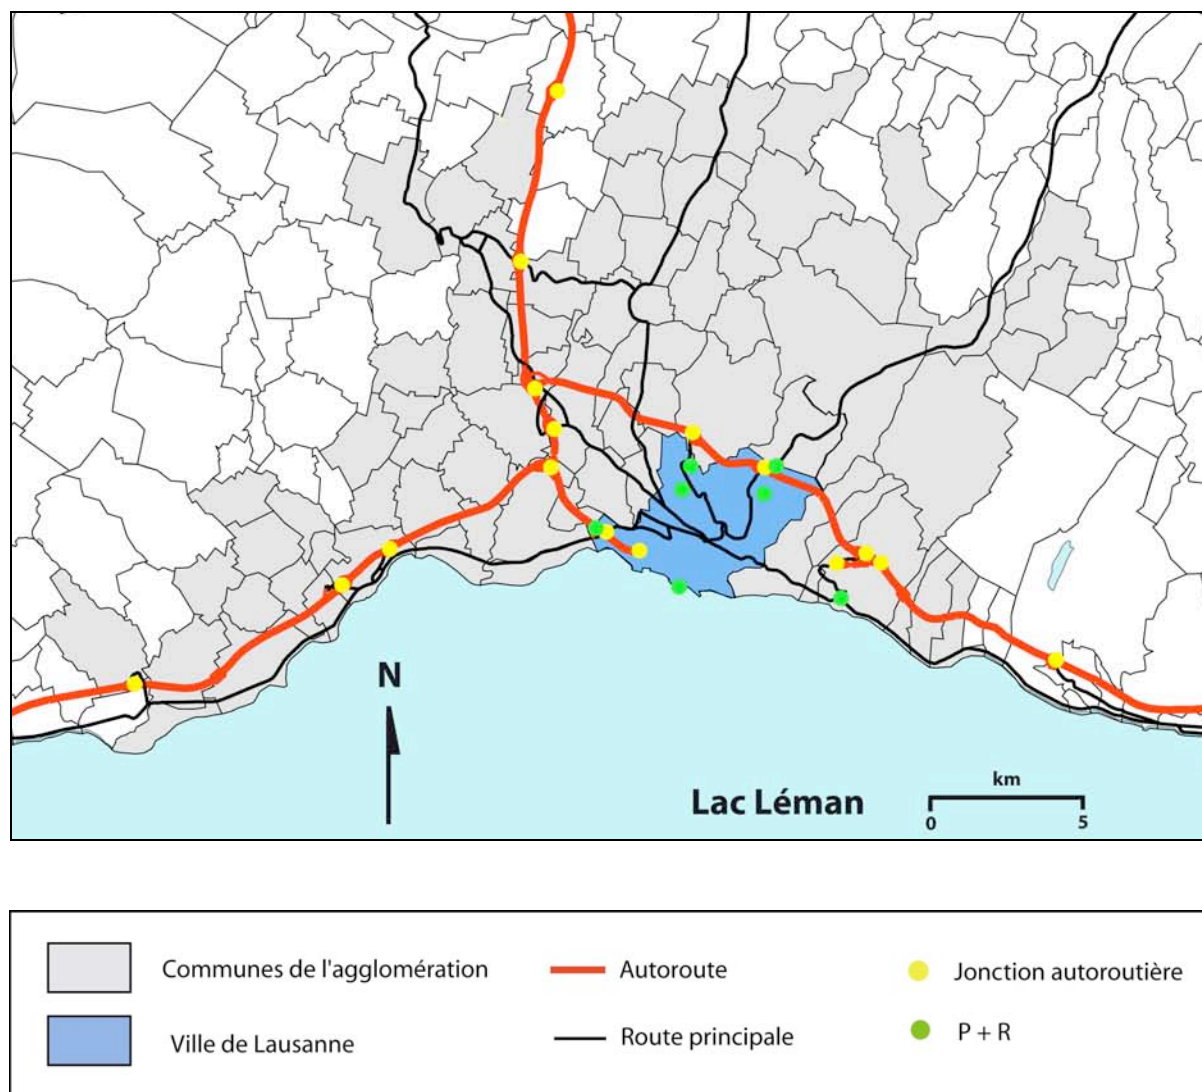 N
km
Lac Léman
0 5
Communes de l'agglomération
Autoroute
Jonction autoroutière
Ville de Lausanne
Route principale
P + R